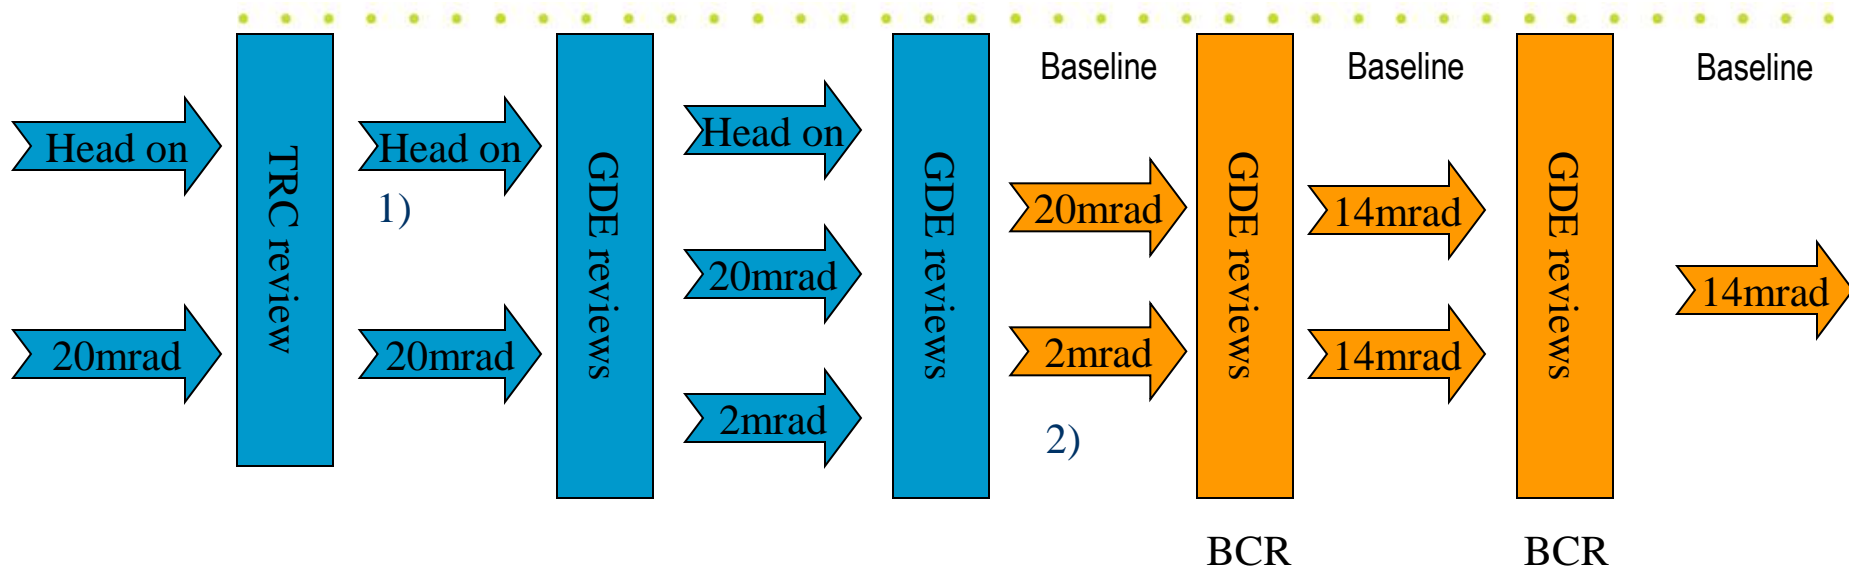 Head on
20mrad
TRC review
Head on
1)
20mrad
GDE reviews
Head on
20mrad
2mrad
GDE reviews
Baseline
20mrad
2mrad
2)
GDE reviews
BCR
Baseline
14mrad
14mrad
GDE reviews
BCR
Baseline
14mrad